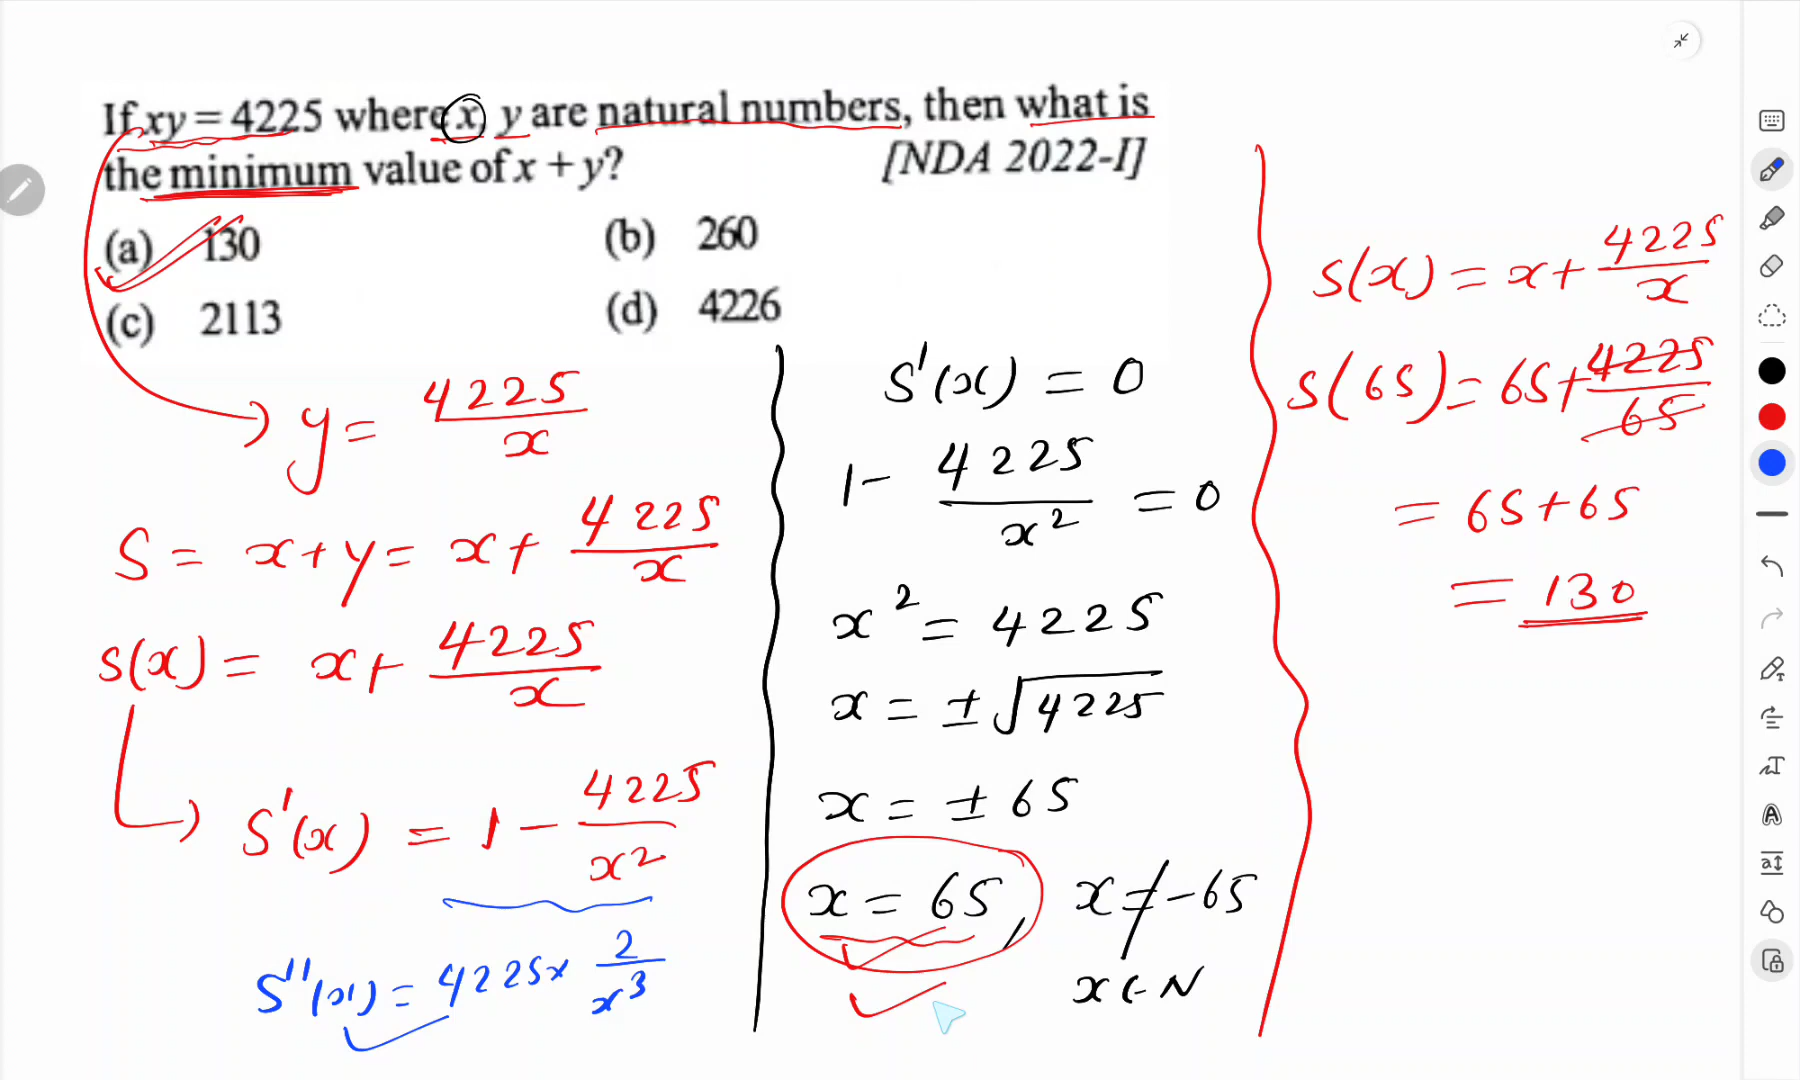 If xy = 4225 where x, y are natural numbers, then what is
the minimum value of x + y? [NDA 2022-I]
(a) 130 (b) 260
(c) 2113 (d) 4226
y = 4225/x
S = x+y = x+ 4225/x
s(x) = x+ 4225/x
S'(x) = 1 - 4225/x²
S''(x) = 4225x 2/x³
S'(x) = 0
1 - 4225/x² = 0
x² = 4225
x = ±√4225
x = ± 65
x = 65, x ≠ -65
x ∈ N
S(x) = x+ 4225/x
S(65) = 65+ 4225/65
= 65+65
= 130